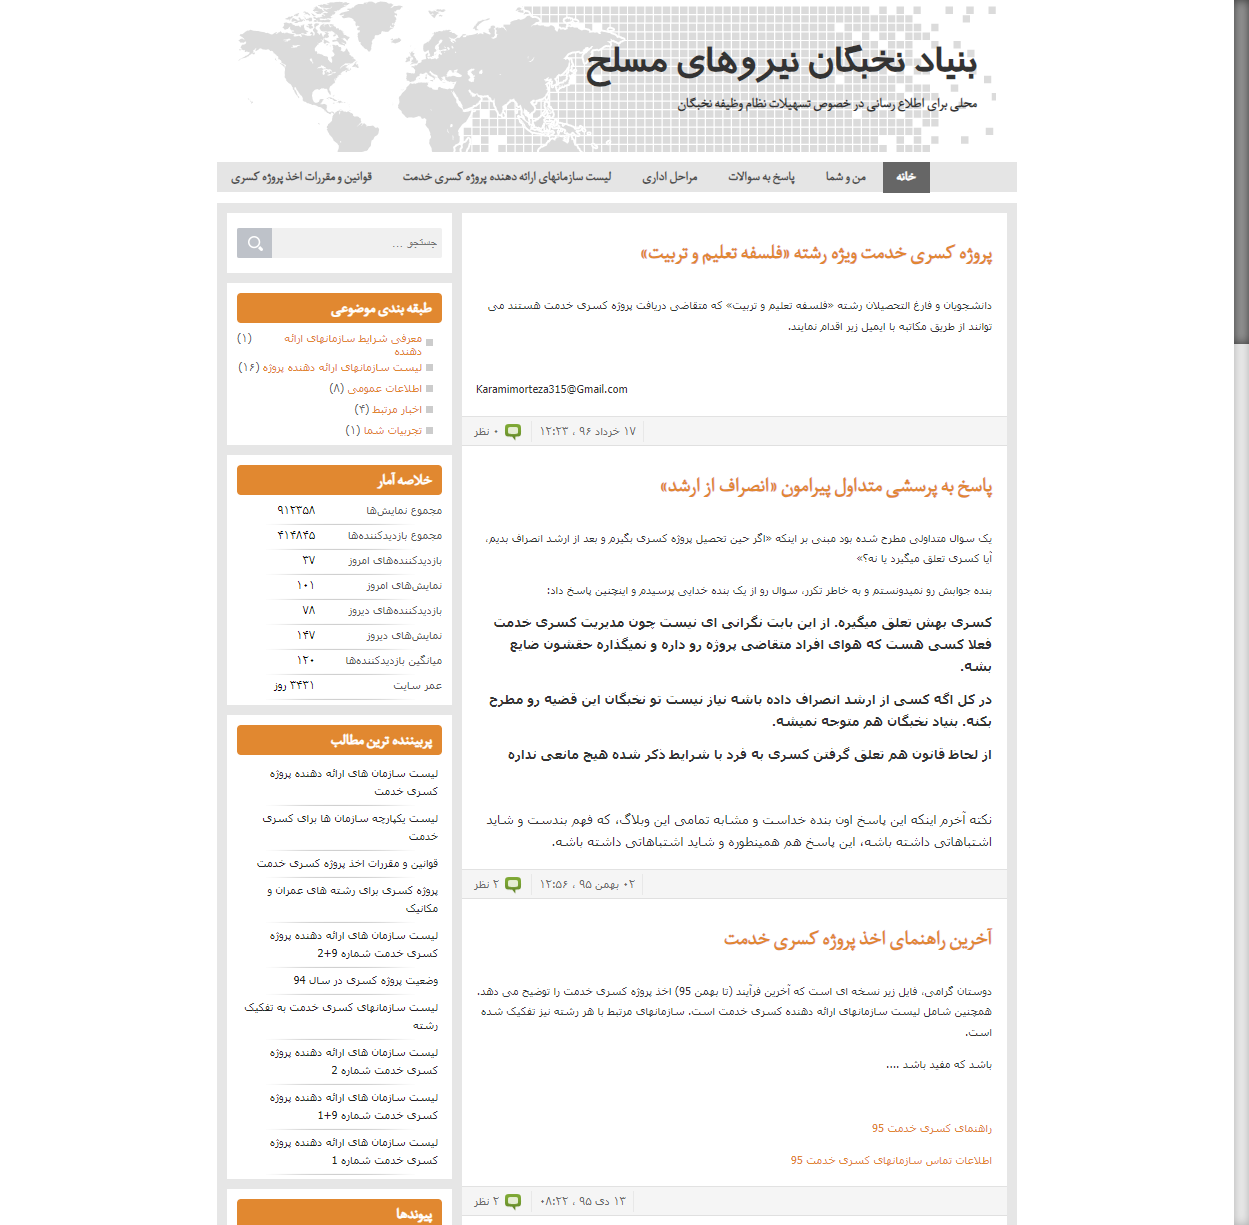 بنیاد نخبگان نیروهای مسلح
محلی برای اطلاع رسانی در خصوص تسهیلات نظام وظیفه نخبگان
خانه
من و شما
پاسخ به سوالات
مراحل اداری
لیست سازمانهای ارائه دهنده پروژه کسری خدمت
قوانین و مقررات اخذ پروژه کسری
پروژه کسری خدمت ویژه رشته «فلسفه تعلیم و تربیت»
دانشجویان و فارغ التحصیلان رشته «فلسفه تعلیم و تربیت» که متقاضی دریافت پروژه کسری خدمت هستند می
توانند از طریق مکاتبه با ایمیل زیر اقدام نمایند.
Karamimorteza315@Gmail.com
۱۷ خرداد ۹۶ ، ۱۲:۲۳
۰ نظر
پاسخ به پرسشی متداول پیرامون «انصراف از ارشد»
یک سوال متداولی مطرح شده بود مبنی بر اینکه «اگر حین تحصیل پروژه کسری بگیرم و بعد از ارشد انصراف بدیم،
آیا کسری تعلق میگیرد یا نه؟»
بنده جوابش رو نمیدونستم و به خاطر تکرر، سوال رو از یک بنده خدایی پرسیدم و اینچنین پاسخ داد:
کسری بهش تعلق میگیره. از این بابت نگرانی ای نیست چون مدیریت کسری خدمت
فعلا کسی هست که هوای افراد متقاضی پروژه رو داره و نمیگذاره حقشون ضایع
بشه.
در کل اگه کسی از ارشد انصراف داده باشه نیاز نیست تو نخبگان این قضیه رو مطرح
بکنه. بنیاد نخبگان هم متوجه نمیشه.
از لحاظ قانون هم تعلق گرفتن کسری به فرد با شرایط ذکر شده هیچ مانعی نداره
نکته آخرم اینکه این پاسخ اون بنده خداست و مشابه تمامی این وبلاگ، که فهم بندست و شاید
اشتباهاتی داشته باشه، این پاسخ هم همینطوره و شاید اشتباهاتی داشته باشه.
۰۲ بهمن ۹۵ ، ۱۲:۵۶
۲ نظر
آخرین راهنمای اخذ پروژه کسری خدمت
دوستان گرامی، فایل زیر نسخه ای است که آخرین فرآیند (تا بهمن 95) اخذ پروژه کسری خدمت را توضیح می دهد.
همچنین شامل لیست سازمانهای ارائه دهنده کسری خدمت است. سازمانهای مرتبط با هر رشته نیز تفکیک شده
است.
باشد که مفید باشد ....
راهنمای کسری خدمت 95
اطلاعات تماس سازمانهای کسری خدمت 95
۱۳ دی ۹۵ ، ۰۸:۲۲
۲ نظر
جستجو ...
طبقه بندی موضوعی
معرفی شرایط سازمانهای ارائه (۱)
دهنده
لیست سازمانهای ارائه دهنده پروژه (۱۶)
اطلاعات عمومی (۸)
اخبار مرتبط (۴)
تجربیات شما (۱)
خلاصه آمار
مجموع نمایش‌ها ۹۱۲۳۵۸
مجموع بازدیدکننده‌ها ۴۱۴۸۴۵
بازدیدکننده‌های امروز ۳۷
نمایش‌های امروز ۱۰۱
بازدیدکننده‌های دیروز ۷۸
نمایش‌های دیروز ۱۴۷
میانگین بازدیدکننده‌ها ۱۲۰
عمر سایت ۳۴۳۱ روز
پربیننده ترین مطالب
لیست سازمان های ارائه دهنده پروژه
کسری خدمت
لیست یکپارچه سازمان ها برای کسری
خدمت
قوانین و مقررات اخذ پروژه کسری خدمت
پروژه کسری برای رشته های عمران و
مکانیک
لیست سازمان های ارائه دهنده پروژه
کسری خدمت شماره 9+2
وضعیت پروژه کسری در سال 94
لیست سازمانهای کسری خدمت به تفکیک
رشته
لیست سازمان های ارائه دهنده پروژه
کسری خدمت شماره 2
لیست سازمان های ارائه دهنده پروژه
کسری خدمت شماره 9+1
لیست سازمان های ارائه دهنده پروژه
کسری خدمت شماره 1
پیوندها